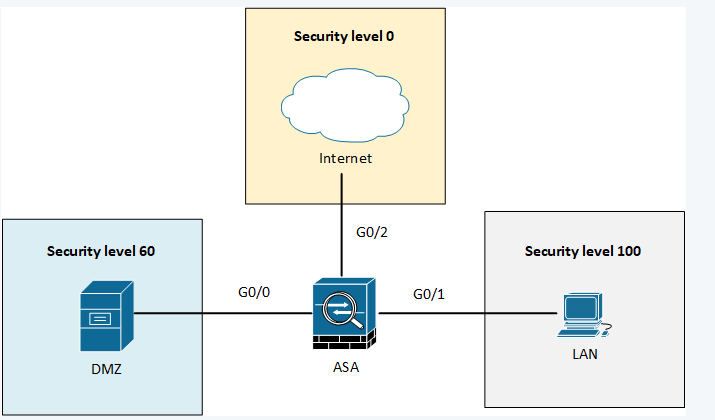 Security level 0
Internet
G0/2
Security level 60
Security level 100
G0/0
G0/1
DMZ
ASA
LAN